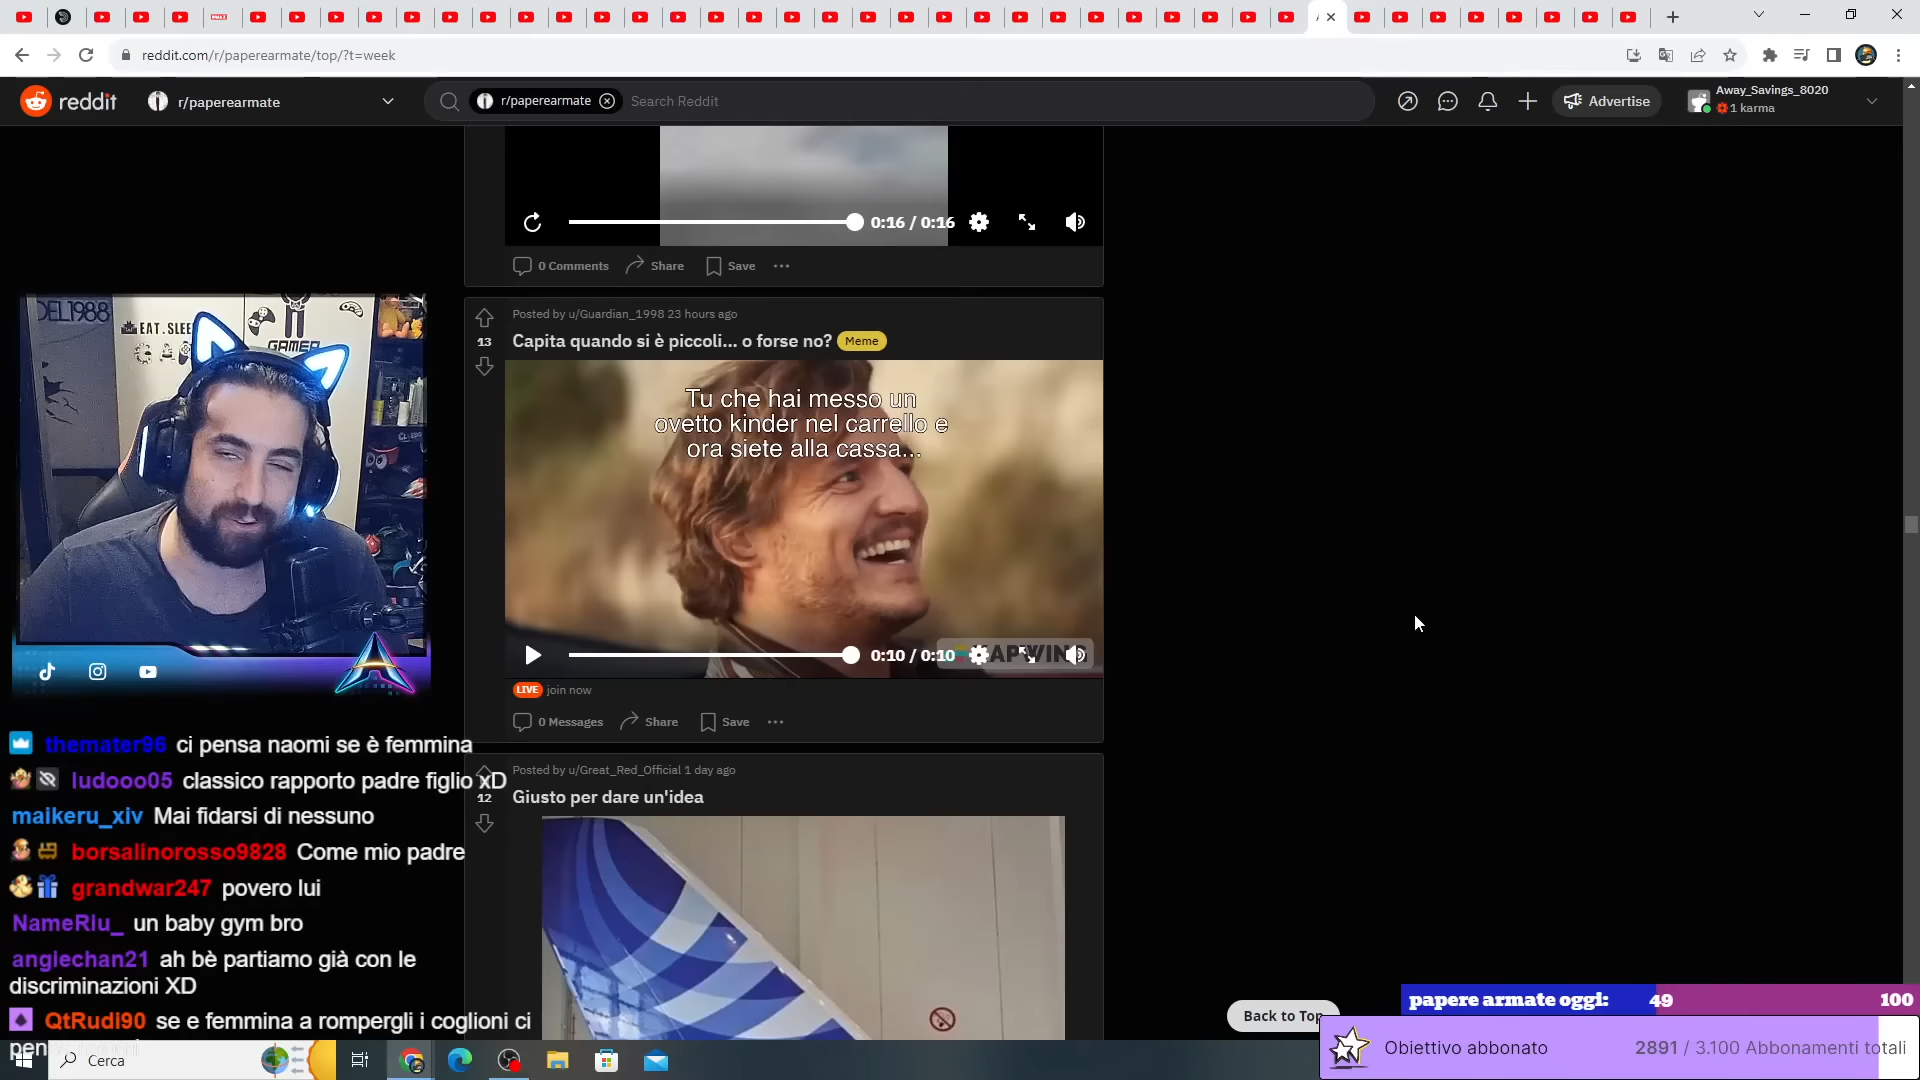 reddit.com/r/paperearmate/top/?t=week
reddit
r/paperearmate
r/paperearmate
Search Reddit
Advertise
Away_Savings_8020
1 karma
0:16 / 0:16
0 Comments
Share
Save
DEL1988
EAT.SLEE
GAMER
Posted by u/Guardian_1998 23 hours ago
13
Capita quando si è piccoli... o forse no?
Meme
Tu che hai messo un
ovetto kinder nel carrello e
ora siete alla cassa...
0:10 / 0:10
LIVE join now
0 Messages
Share
Save
Posted by u/Great_Red_Official 1 day ago
12
Giusto per dare un'idea
themater96 ci pensa naomi se è femmina
ludooo05 classico rapporto padre figlio xD
maikeru_xiv Mai fidarsi di nessuno
borsalinorosso9828 Come mio padre
grandwar247 povero lui
NameRiu_ un baby gym bro
angiechan21 ah bè partiamo già con le
discriminazioni XD
QtRudi90 se e femmina a rompergli i coglioni ci
Back to Top
papere armate oggi: 49 100
Obiettivo abbonato 2891 / 3.100 Abbonamenti totali
Cerca